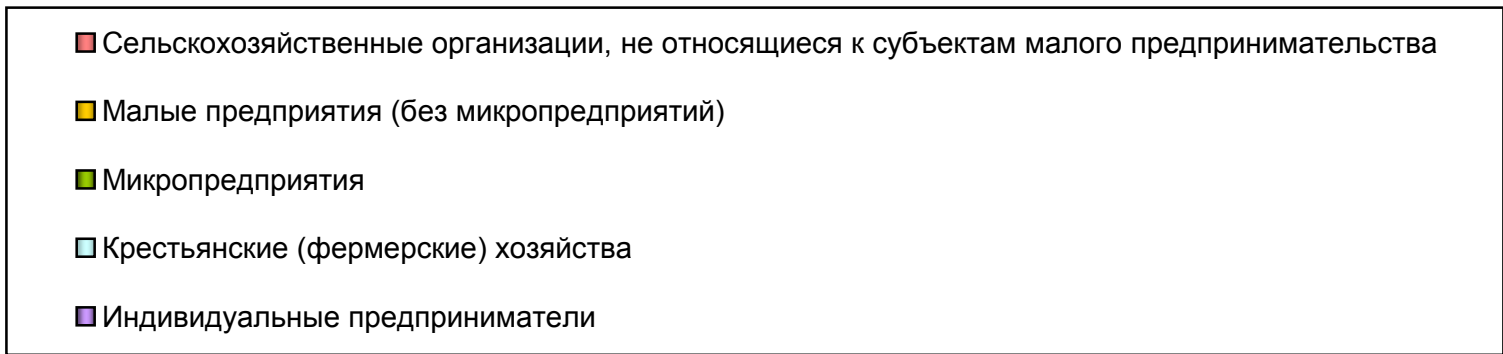 Сельскохозяйственные организации, не относящиеся к субъектам малого предпринимательства
Малые предприятия (без микропредприятий)
Микропредприятия
Крестьянские (фермерские) хозяйства
Индивидуальные предприниматели